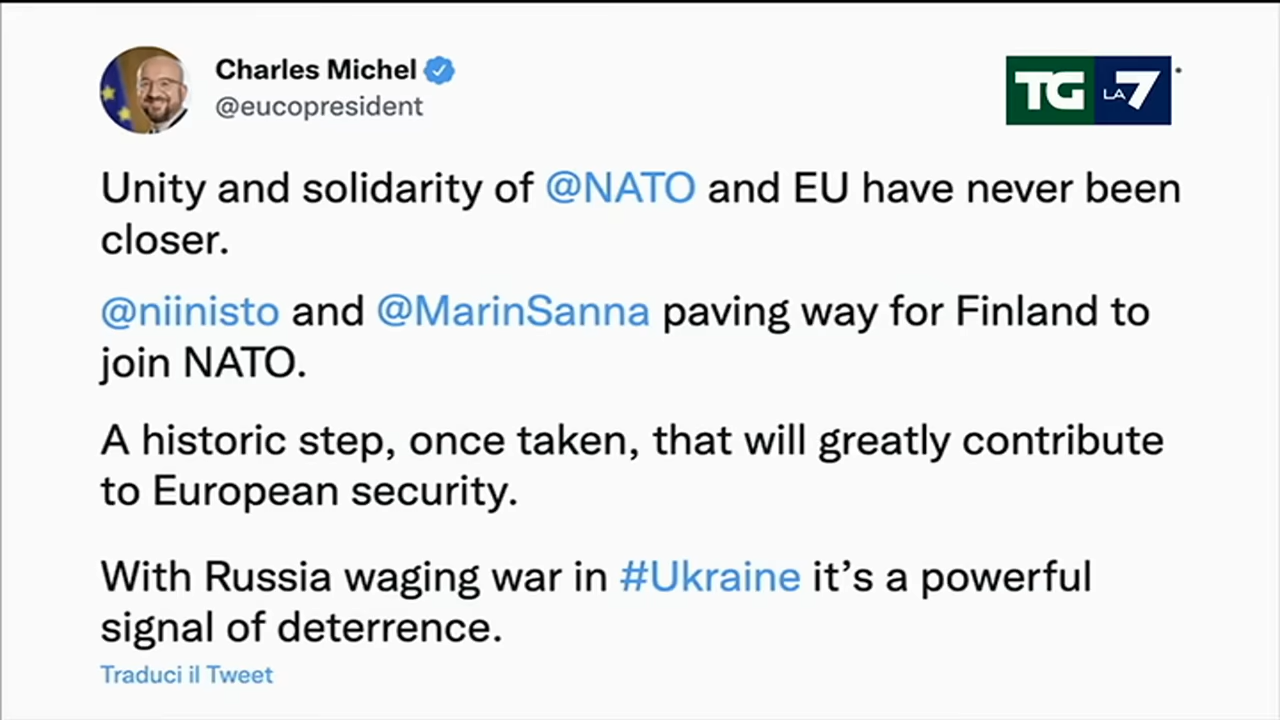 Charles Michel
@eucopresident
TG LA 7
Unity and solidarity of @NATO and EU have never been
closer.
@niinisto and @MarinSanna paving way for Finland to
join NATO.
A historic step, once taken, that will greatly contribute
to European security.
With Russia waging war in #Ukraine it’s a powerful
signal of deterrence.
Traduci il Tweet